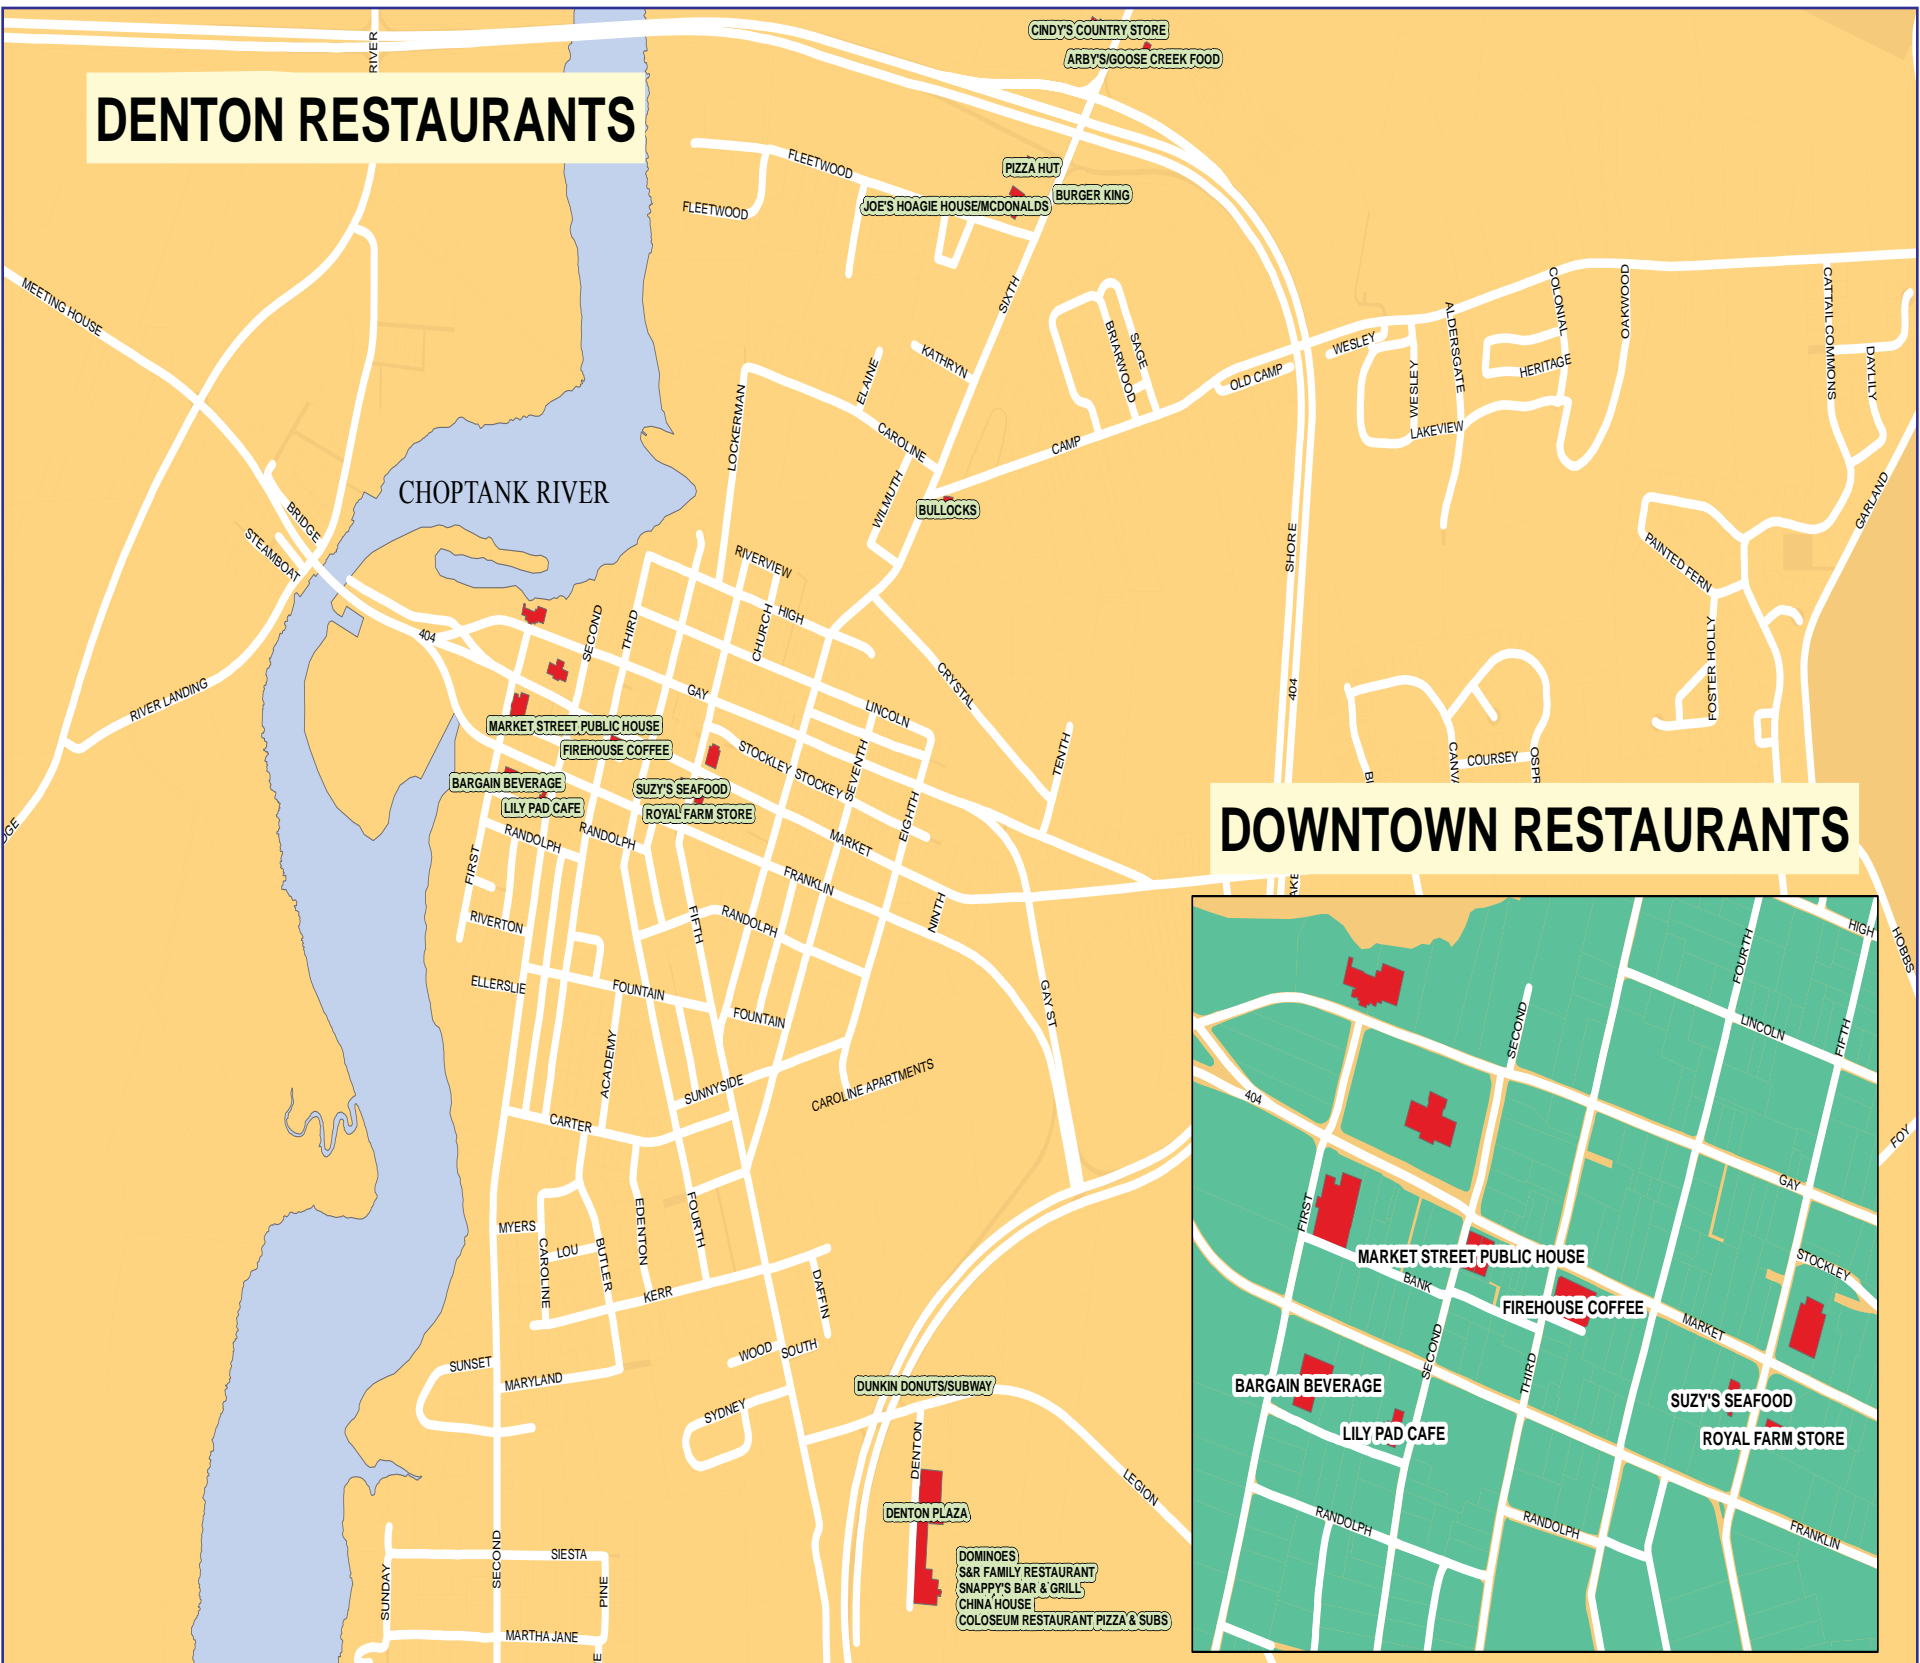 CINDY'S COUNTRY STORE
ARBY'S/GOOSE CREEK FOOD
RIVER
DENTON RESTAURANTS
FLEETWOOD
PIZZA HUT
BURGER KING
JOE'S HOAGIE HOUSE/MCDONALDS
FLEETWOOD
MEETING HOUSE
SIXTH
COLONIAL
OAKWOOD
CATTAIL COMMONS
ALDERSGATE
BRIARWOOD
SAGE
WESLEY
KATHRYN
ELAINE
OLD CAMP
HERITAGE
DAYLILY
WESLEY
LOCKERMAN
CAROLINE
CAMP
LAKEVIEW
CHOPTANK RIVER
WILMUTH
BULLOCKS
GARLAND
BRIDGE
STEAMBOAT
SHORE
RIVERVIEW
PAINTED FERN
HIGH
SECOND
THIRD
CHURCH
404
FOSTER HOLLY
CRYSTAL
RIVER LANDING
GAY
404
LINCOLN
MARKET STREET PUBLIC HOUSE
FIREHOUSE COFFEE
STOCKLEY
STOCKEY
SEVENTH
TENTH
COURSEY
CANV
OSPR
BARGAIN BEVERAGE
SUZY'S SEAFOOD
LILY PAD CAFE
ROYAL FARM STORE
EIGHTH
DGE
RANDOLPH
RANDOLPH
MARKET
DOWNTOWN RESTAURANTS
FIRST
FRANKLIN
AKE
NINTH
RIVERTON
FIFTH
RANDOLPH
HOBBS
ELLERSLIE
FOUNTAIN
FOUNTAIN
GAY ST
ACADEMY
SUNNYSIDE
CAROLINE APARTMENTS
CARTER
FOY
MYERS
CAROLINE
LOU
BUTLER
EDENTON
FOURTH
KERR
DAFFIN
WOOD
SOUTH
SUNSET
MARYLAND
SYDNEY
DUNKIN DONUTS/SUBWAY
DENTON
LEGION
DENTON PLAZA
SECOND
SIESTA
SUNDAY
PINE
DOMINOES
S&R FAMILY RESTAURANT
SNAPPY'S BAR & GRILL
CHINA HOUSE
COLOSEUM RESTAURANT PIZZA & SUBS
MARTHA JANE
E
HIGH
FOURTH
SECOND
LINCOLN
FIFTH
404
GAY
FIRST
MARKET STREET PUBLIC HOUSE
STOCKLEY
BANK
FIREHOUSE COFFEE
MARKET
SECOND
THIRD
BARGAIN BEVERAGE
SUZY'S SEAFOOD
LILY PAD CAFE
ROYAL FARM STORE
RANDOLPH
RANDOLPH
FRANKLIN